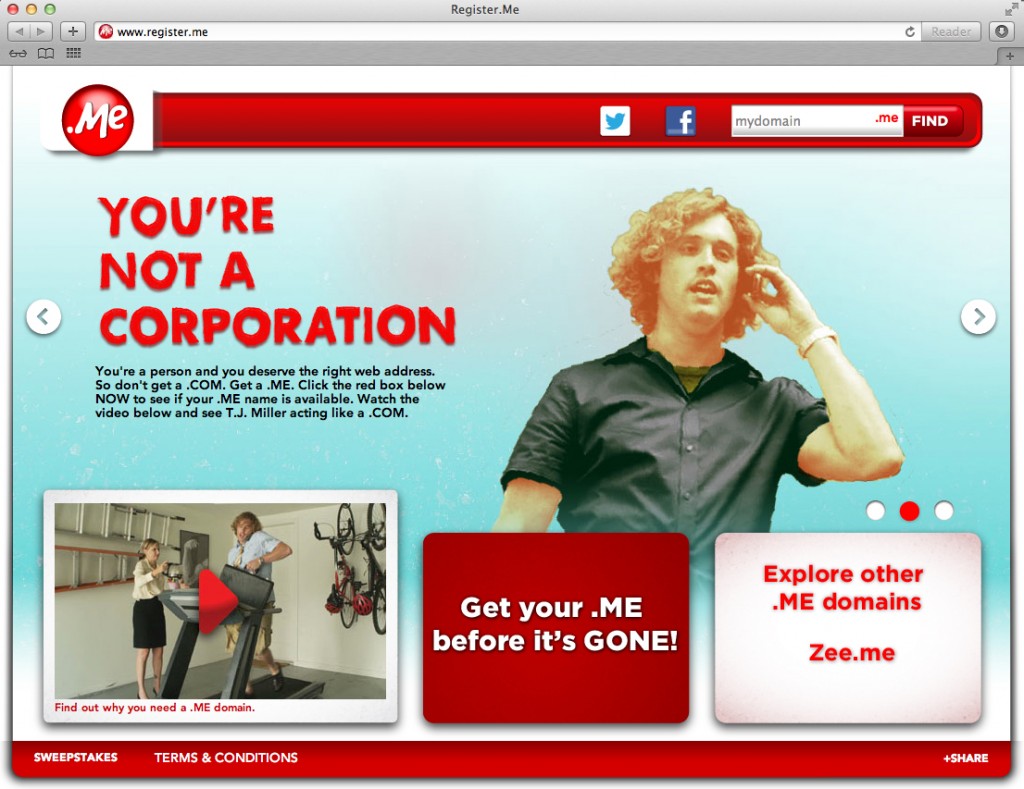 Register.Me
www.register.me
Reader
.Me
mydomain .me FIND
YOU'RE
NOT A
CORPORATION
You're a person and you deserve the right web address.
So don't get a .COM. Get a .ME. Click the red box below
NOW to see if your .ME name is available. Watch the
video below and see T.J. Miller acting like a .COM.
Find out why you need a .ME domain.
Get your .ME
before it's GONE!
Explore other
.ME domains
Zee.me
SWEEPSTAKES TERMS & CONDITIONS +SHARE